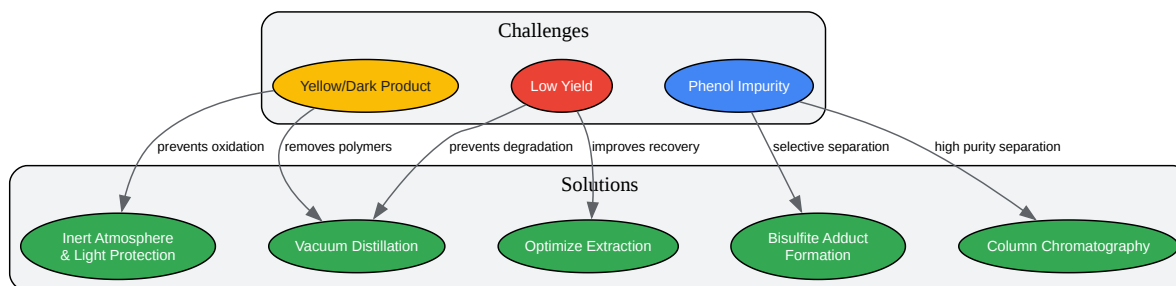 Challenges
Yellow/Dark Product
Low Yield
Phenol Impurity
prevents oxidation
removes polymers
prevents degradation
improves recovery
selective separation
high purity separation
Solutions
Inert Atmosphere
& Light Protection
Vacuum Distillation
Optimize Extraction
Bisulfite Adduct
Formation
Column Chromatography